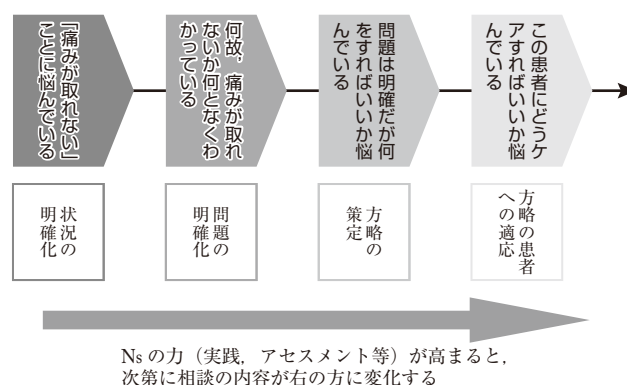 「痛みが取れない」
ことに悩んでいる
何故，痛みが取れ
ないか何となくわ
かっている
問題は明確だが何
をすればいいか悩
んでいる
この患者にどうケ
アすればいいか悩
んでいる
状況の
明確化
問題の
明確化
方略の
策定
方略の患者
への適応
Ns の力（実践，アセスメント等）が高まると，
次第に相談の内容が右の方に変化する